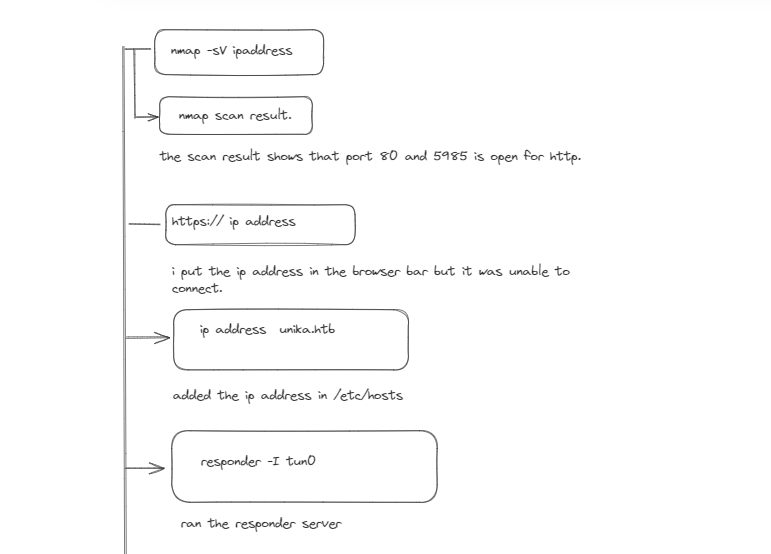 nmap -sV ipaddress
nmap scan result.
the scan result shows that port 80 and 5985 is open for http.
https:// ip address
i put the ip address in the browser bar but it was unable to
connect.
ip address unika.htb
added the ip address in /etc/hosts
responder -I tun0
ran the responder server